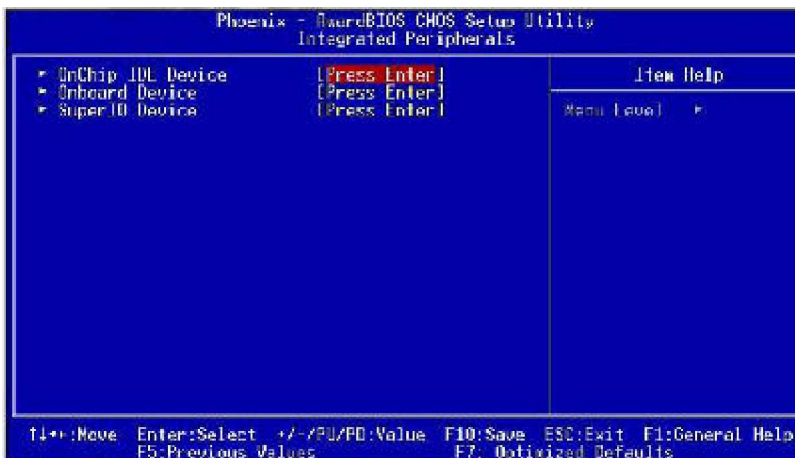 Phoenix - AwardBIOS CMOS Setup Utility
Integrated Peripherals
▸ OnChip IDE Device [Press Enter]
▸ Onboard Device [Press Enter]
▸ SuperIO Device [Press Enter]
Item Help
Menu Level ▸
↑↓→←:Move Enter:Select +/-/PU/PD:Value F10:Save ESC:Exit F1:General Help
F5:Previous Values F7: Optimized Defaults